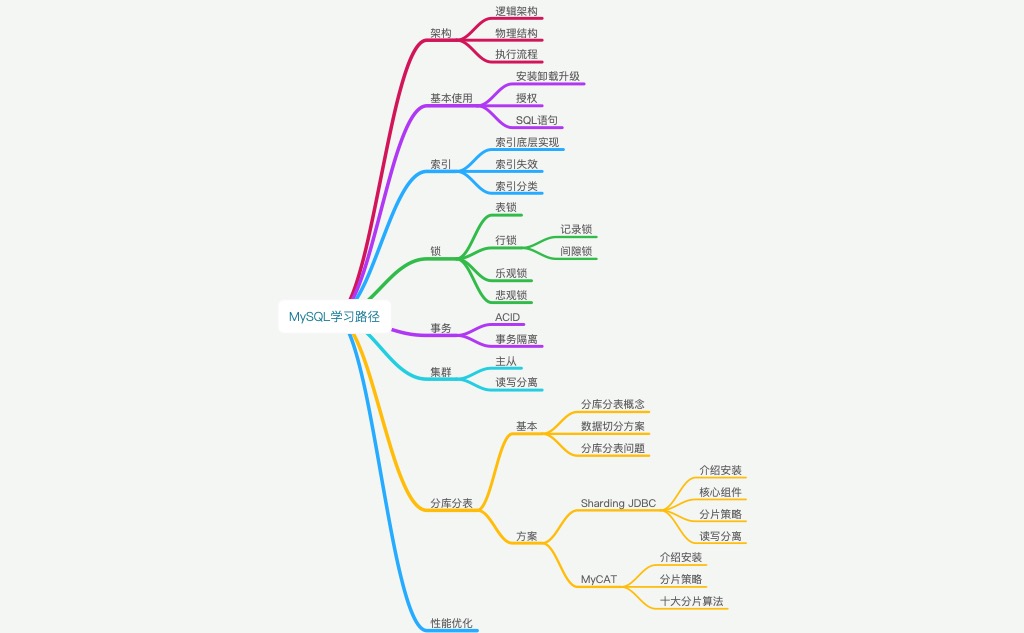 MySQL学习路径
架构
逻辑架构
物理结构
执行流程
基本使用
安装卸载升级
授权
SQL语句
索引
索引底层实现
索引失效
索引分类
锁
表锁
行锁
记录锁
间隙锁
乐观锁
悲观锁
事务
ACID
事务隔离
集群
主从
读写分离
分库分表
基本
分库分表概念
数据切分方案
分库分表问题
方案
Sharding JDBC
介绍安装
核心组件
分片策略
读写分离
MyCAT
介绍安装
分片策略
十大分片算法
性能优化